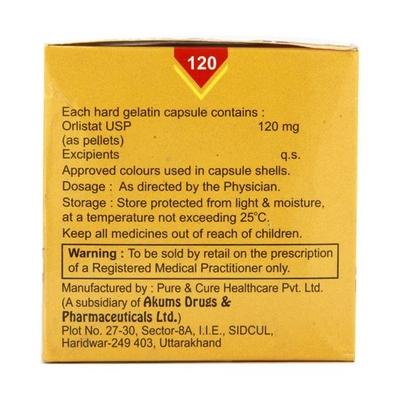 120
Each hard gelatin capsule contains :
Orlistat USP 120 mg
(as pellets)
Excipients q.s.
Approved colours used in capsule shells.
Dosage : As directed by the Physician.
Storage : Store protected from light & moisture,
at a temperature not exceeding 25°C.
Keep all medicines out of reach of children.
Warning : To be sold by retail on the prescription
of a Registered Medical Practitioner only.
Manufactured by : Pure & Cure Healthcare Pvt. Ltd.
(A subsidiary of Akums Drugs &
Pharmaceuticals Ltd.)
Plot No. 27-30, Sector-8A, I.I.E., SIDCUL,
Haridwar-249 403, Uttarakhand